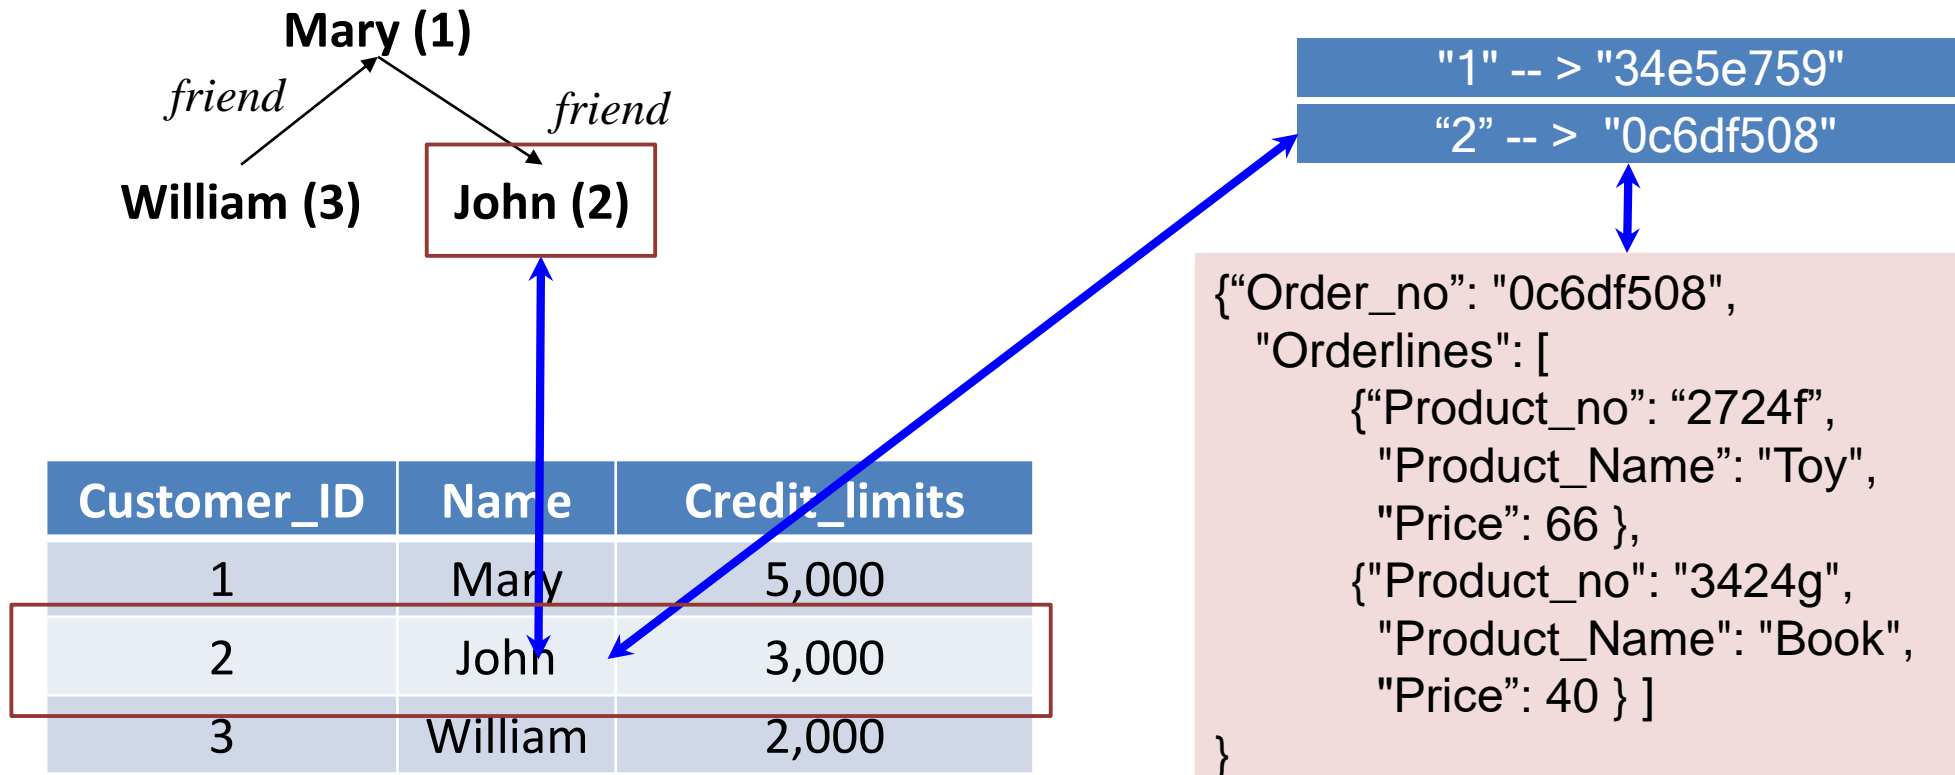 Mary (1)
friend
friend
William (3)
John (2)
"1" -- > "34e5e759"
“2” -- > "0c6df508"
{“Order_no”: "0c6df508",
"Orderlines": [
{“Product_no”: “2724f”,
"Product_Name”: "Toy",
"Price”: 66 },
{"Product_no": "3424g",
"Product_Name": "Book",
"Price”: 40 } ]
}
Customer_ID Name Credit_limits
1 Mary 5,000
2 John 3,000
3 William 2,000